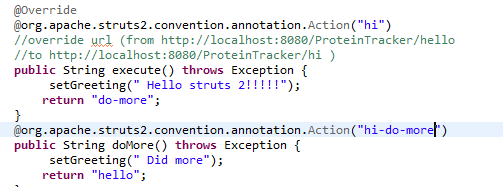 @Override
@org.apache.struts2.convention.annotation.Action("hi")
//override url (from http://localhost:8080/ProteinTracker/hello
//to http://localhost:8080/ProteinTracker/hi )
public String execute() throws Exception {
setGreeting(" Hello struts 2!!!!!");
return "do-more";
}
@org.apache.struts2.convention.annotation.Action("hi-do-more")
public String doMore() throws Exception {
setGreeting(" Did more");
return "hello";